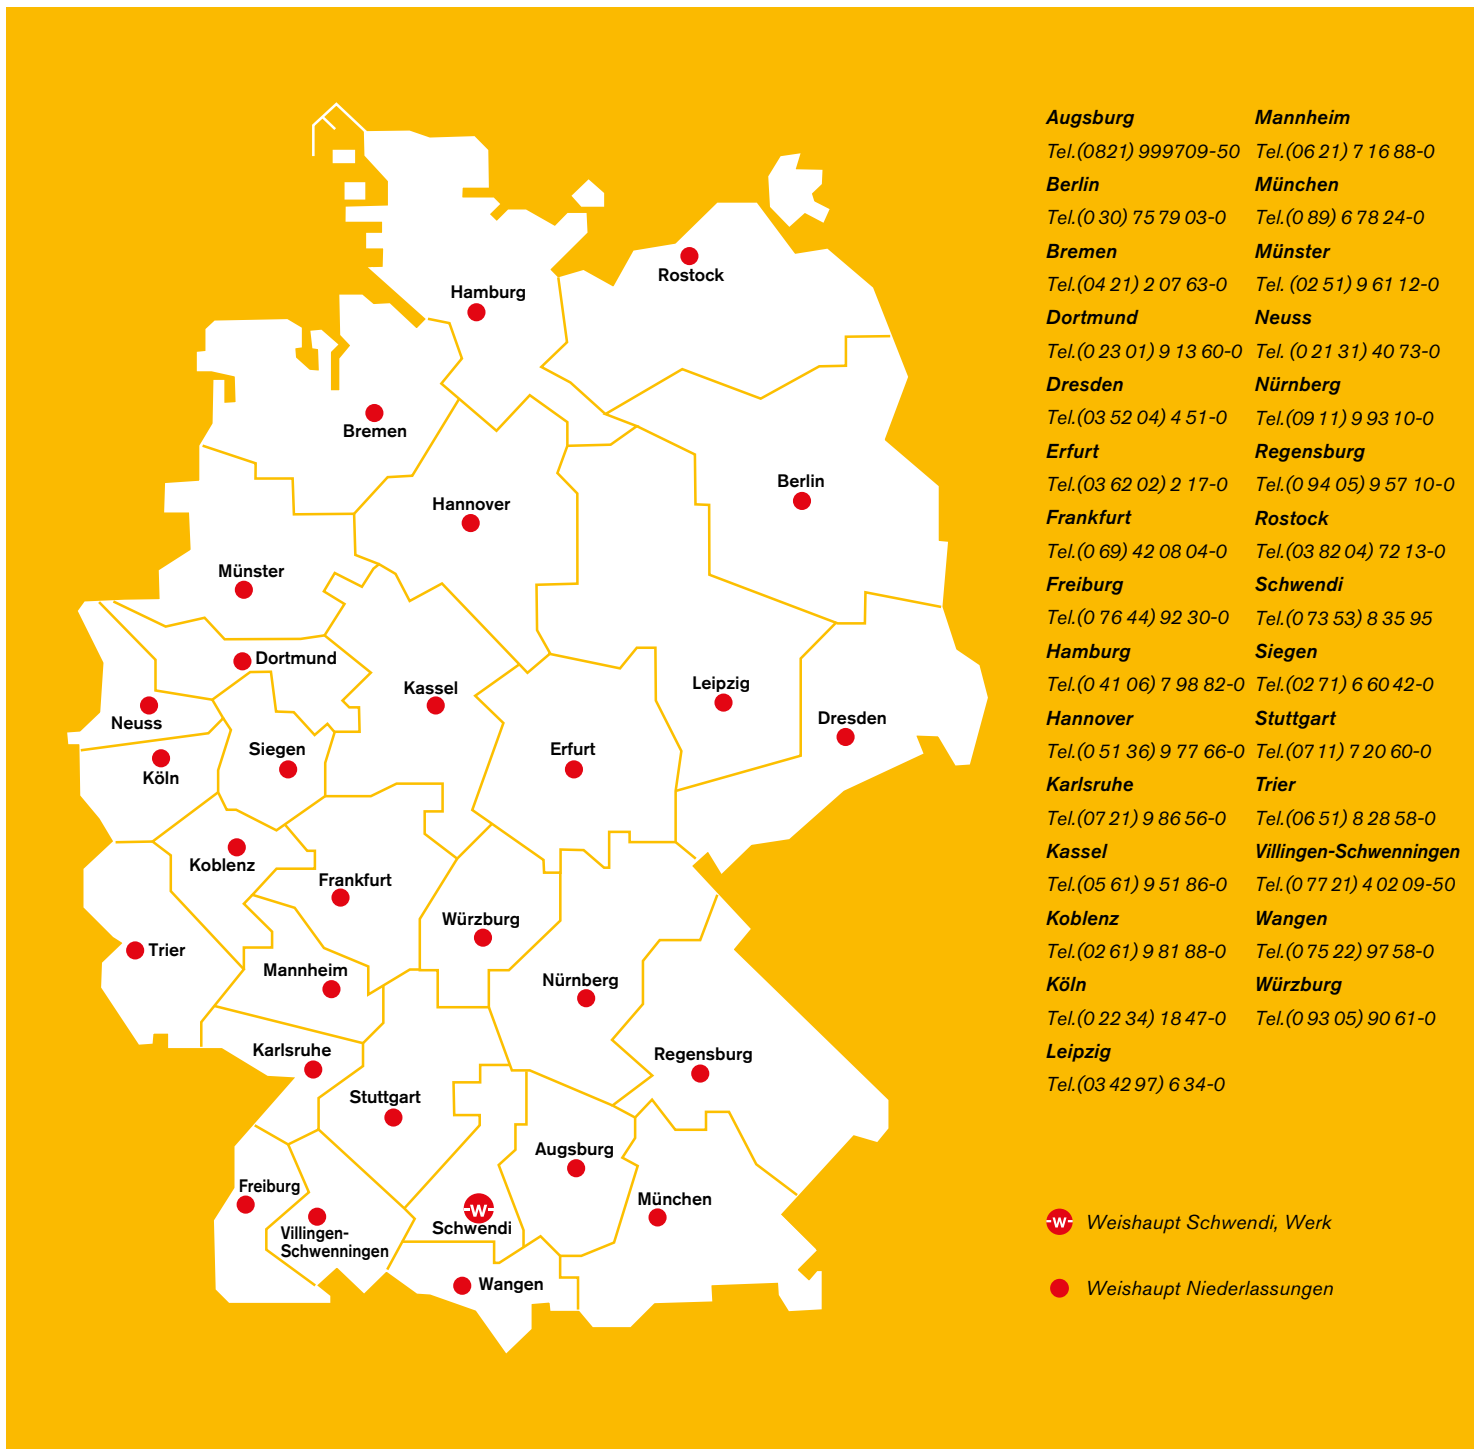 Rostock
Hamburg
Bremen
Berlin
Hannover
Münster
Dortmund
Kassel
Leipzig
Neuss
Dresden
Siegen
Erfurt
Köln
Koblenz
Frankfurt
Würzburg
Trier
Mannheim
Nürnberg
Karlsruhe
Regensburg
Stuttgart
Augsburg
Freiburg
München
-W-
Schwendi
Villingen-
Schwenningen
Wangen
Augsburg
Tel.(0821) 999709-50
Berlin
Tel.(0 30) 75 79 03-0
Bremen
Tel.(04 21) 2 07 63-0
Dortmund
Tel.(0 23 01) 9 13 60-0
Dresden
Tel.(03 52 04) 4 51-0
Erfurt
Tel.(03 62 02) 2 17-0
Frankfurt
Tel.(0 69) 42 08 04-0
Freiburg
Tel.(0 76 44) 92 30-0
Hamburg
Tel.(0 41 06) 7 98 82-0
Hannover
Tel.(0 51 36) 9 77 66-0
Karlsruhe
Tel.(07 21) 9 86 56-0
Kassel
Tel.(05 61) 9 51 86-0
Koblenz
Tel.(02 61) 9 81 88-0
Köln
Tel.(0 22 34) 18 47-0
Leipzig
Tel.(03 42 97) 6 34-0
Mannheim
Tel.(06 21) 7 16 88-0
München
Tel.(0 89) 6 78 24-0
Münster
Tel. (02 51) 9 61 12-0
Neuss
Tel. (0 21 31) 40 73-0
Nürnberg
Tel.(09 11) 9 93 10-0
Regensburg
Tel.(0 94 05) 9 57 10-0
Rostock
Tel.(03 82 04) 72 13-0
Schwendi
Tel.(0 73 53) 8 35 95
Siegen
Tel.(02 71) 6 60 42-0
Stuttgart
Tel.(07 11) 7 20 60-0
Trier
Tel.(06 51) 8 28 58-0
Villingen-Schwenningen
Tel.(0 77 21) 4 02 09-50
Wangen
Tel.(0 75 22) 97 58-0
Würzburg
Tel.(0 93 05) 90 61-0
-W- Weishaupt Schwendi, Werk
Weishaupt Niederlassungen